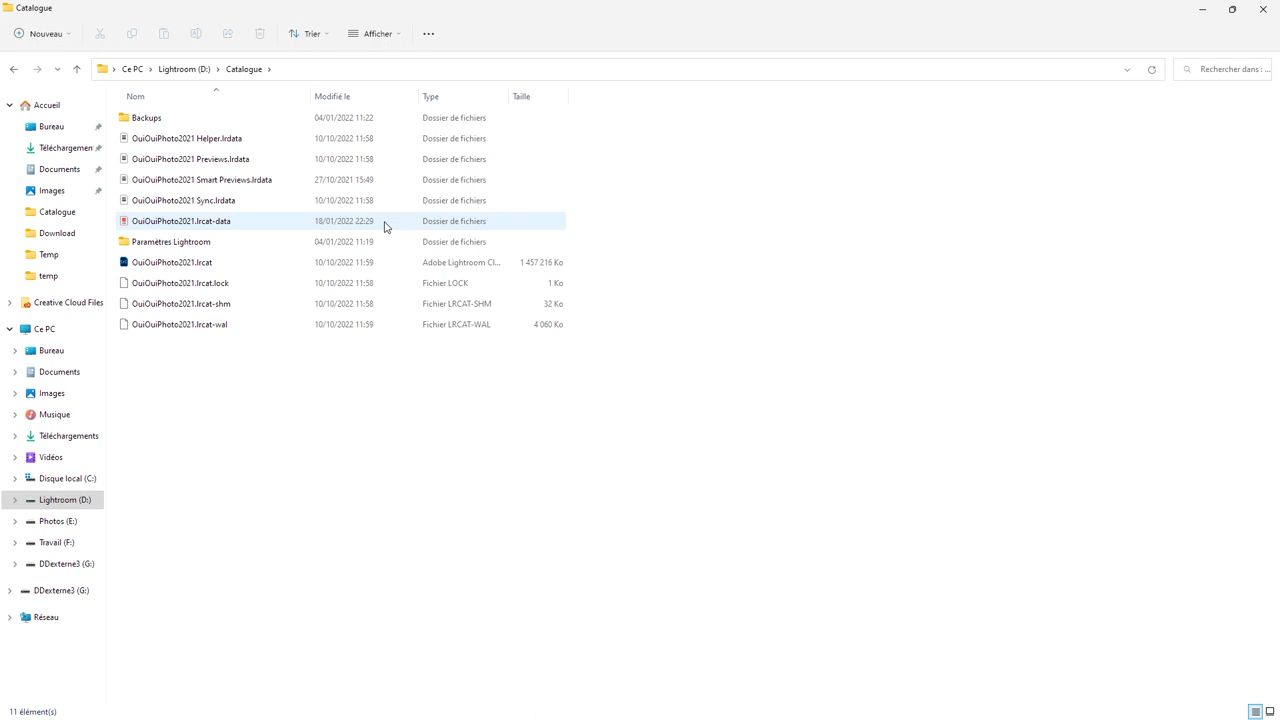 Catalogue
Nouveau
Trier
Afficher
Ce PC > Lightroom (D:) > Catalogue >
Rechercher dans : ...
Nom Modifié le Type Taille
Backups 04/01/2022 11:22 Dossier de fichiers
OuiOuiPhoto2021 Helper.lrdata 10/10/2022 11:58 Dossier de fichiers
OuiOuiPhoto2021 Previews.lrdata 10/10/2022 11:58 Dossier de fichiers
OuiOuiPhoto2021 Smart Previews.lrdata 27/10/2021 15:49 Dossier de fichiers
OuiOuiPhoto2021 Sync.lrdata 10/10/2022 11:58 Dossier de fichiers
OuiOuiPhoto2021.lrcat-data 18/01/2022 22:29 Dossier de fichiers
Paramètres Lightroom 04/01/2022 11:19 Dossier de fichiers
OuiOuiPhoto2021.lrcat 10/10/2022 11:59 Adobe Lightroom Cl... 1 457 216 Ko
OuiOuiPhoto2021.lrcat.lock 10/10/2022 11:58 Fichier LOCK 1 Ko
OuiOuiPhoto2021.lrcat-shm 10/10/2022 11:58 Fichier LRCAT-SHM 32 Ko
OuiOuiPhoto2021.lrcat-wal 10/10/2022 11:59 Fichier LRCAT-WAL 4 060 Ko
Accueil
Bureau
Téléchargemen
Documents
Images
Catalogue
Download
Temp
temp
Creative Cloud Files
Ce PC
Bureau
Documents
Images
Musique
Téléchargements
Vidéos
Disque local (C:)
Lightroom (D:)
Photos (E:)
Travail (F:)
DDexterne3 (G:)
DDexterne3 (G:)
Réseau
11 élément(s)